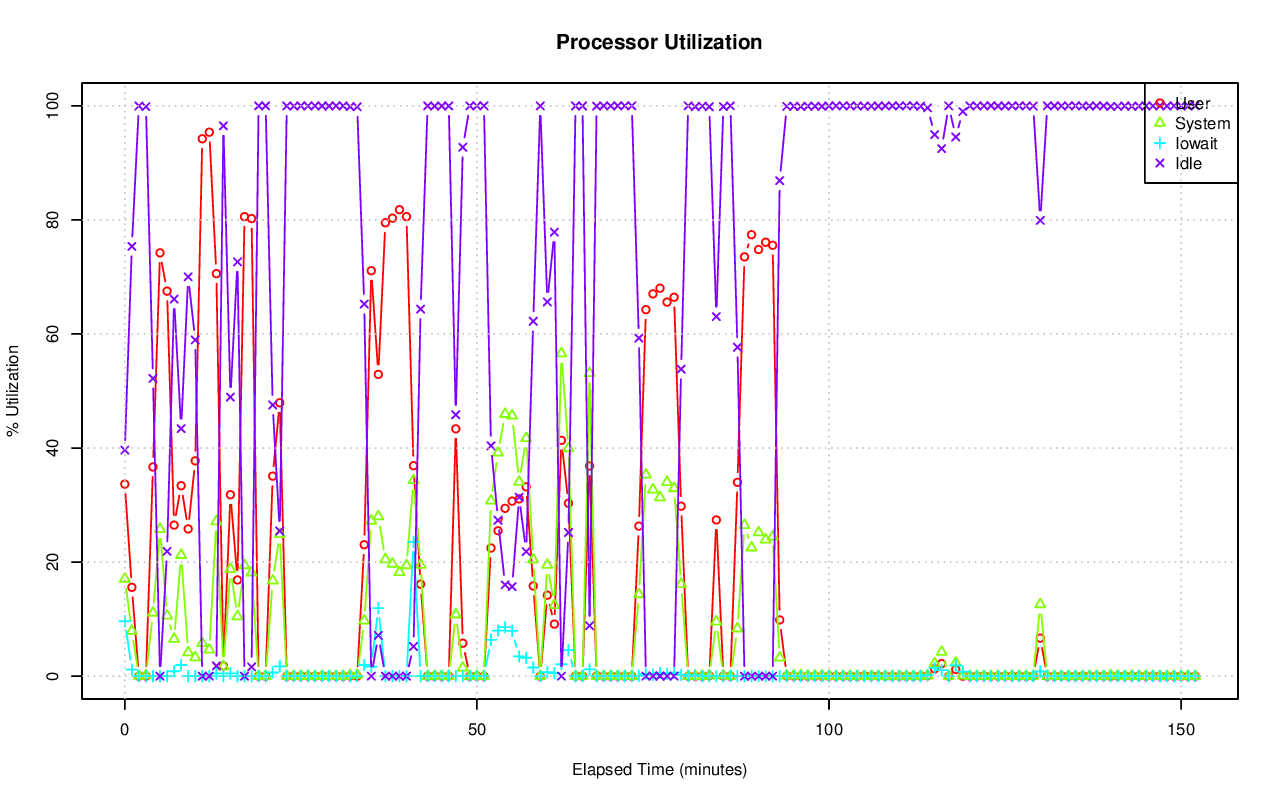 Processor Utilization
100
80
60
40
20
0
% Utilization
User
System
Iowait
Idle
0 50 100 150
Elapsed Time (minutes)